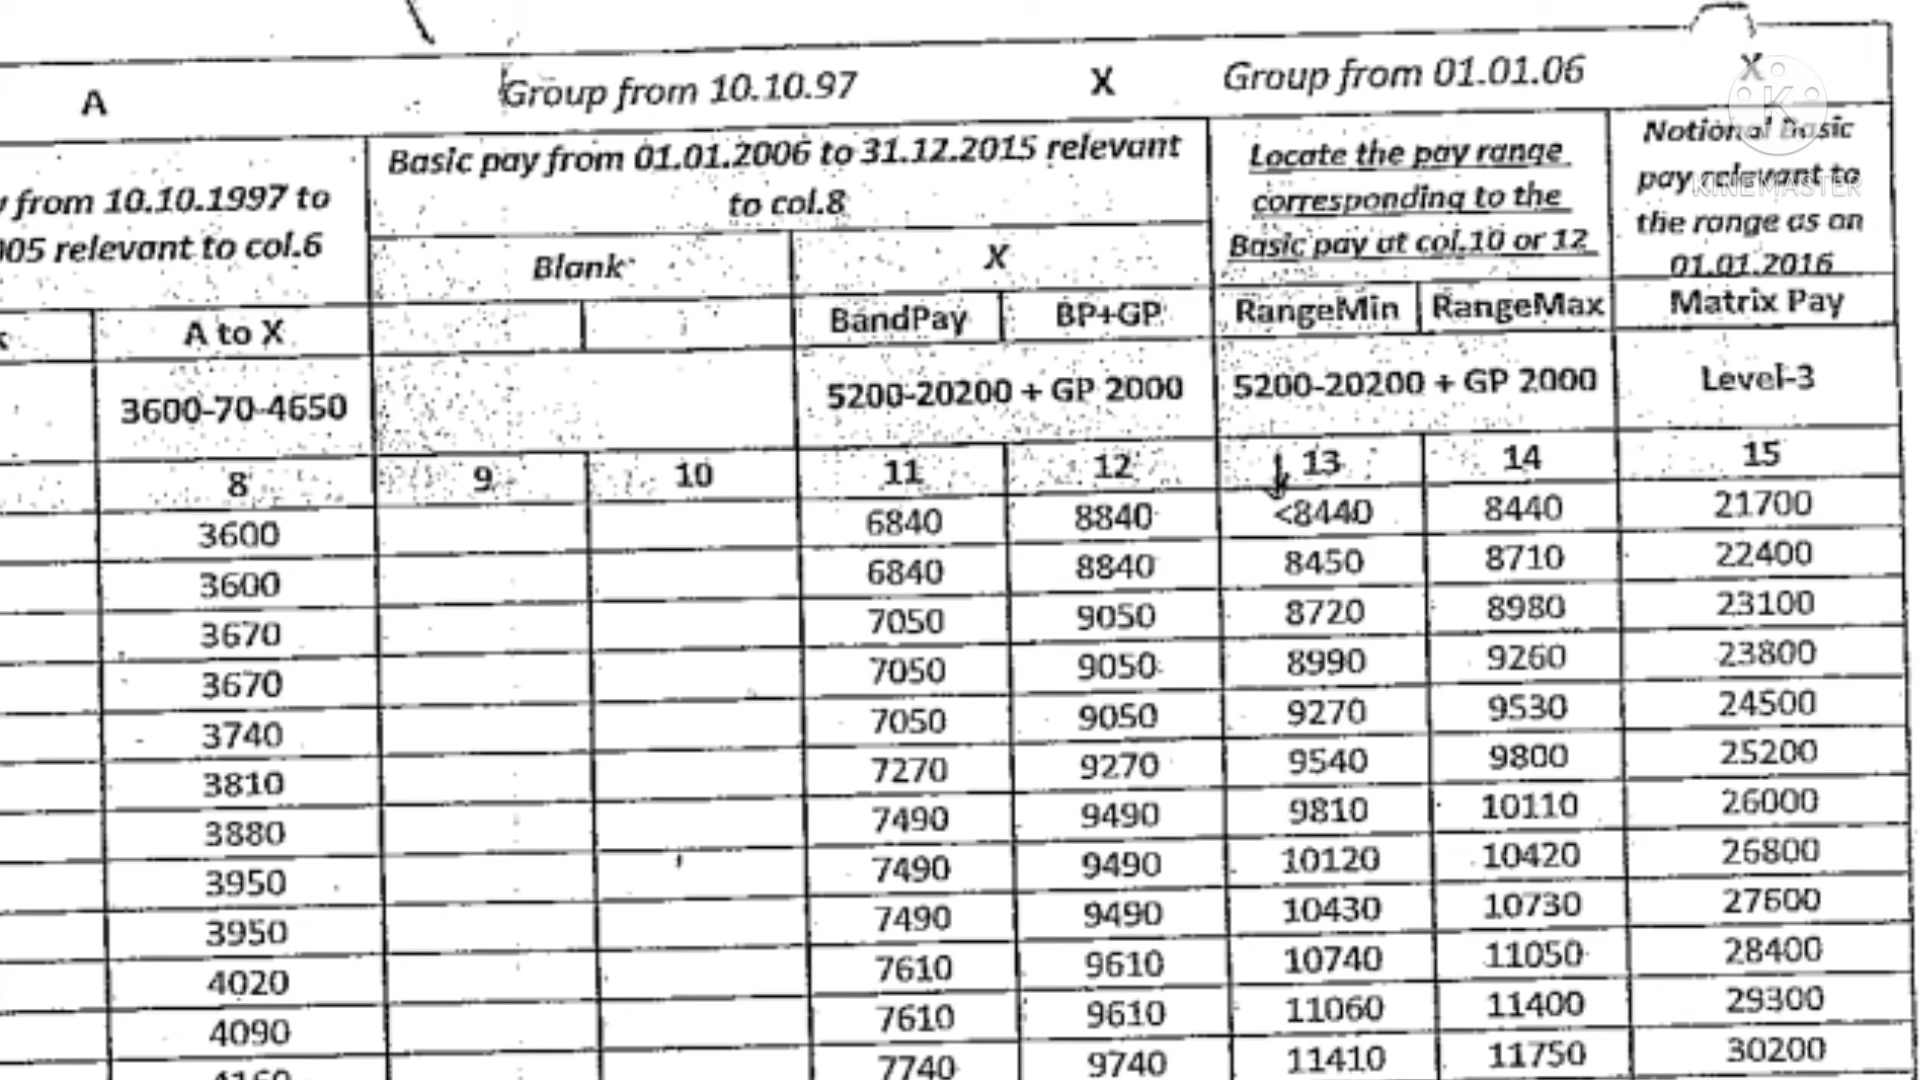 A Group from 10.10.97 X Group from 01.01.06 X
Basic pay from 01.01.2006 to 31.12.2015 relevant
to col.8
from 10.10.1997 to
005 relevant to col.6
Locate the pay range
corresponding to the
Basic pay at col.10 or 12
Notional Basic
pay relevant to
the range as on
01.01.2016
Blank X
A to X BandPay BP+GP RangeMin RangeMax Matrix Pay
3600-70-4650 5200-20200 + GP 2000 5200-20200 + GP 2000 Level-3
8 9 10 11 12 13 14 15
3600 6840 8840 <8440 8440 21700
3600 6840 8840 8450 8710 22400
3670 7050 9050 8720 8980 23100
3670 7050 9050 8990 9260 23800
3740 7050 9050 9270 9530 24500
3810 7270 9270 9540 9800 25200
3880 7490 9490 9810 10110 26000
3950 7490 9490 10120 10420 26800
3950 7490 9490 10430 10730 27600
4020 7610 9610 10740 11050 28400
4090 7610 9610 11060 11400 29300
7740 9740 11410 11750 30200
K
KINEMASTER